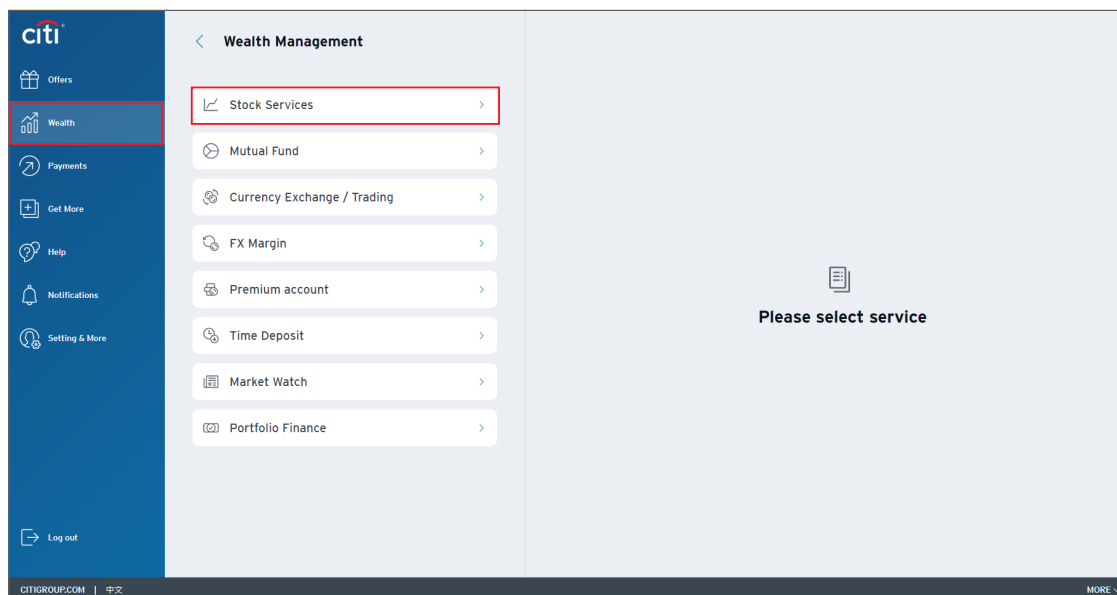 citi
Offers
Wealth
Payments
Get More
Help
Notifications
Setting & More
Log out
Wealth Management
Stock Services
Mutual Fund
Currency Exchange / Trading
FX Margin
Premium account
Time Deposit
Market Watch
Portfolio Finance
Please select service
CITIGROUP.COM | 中文
MORE